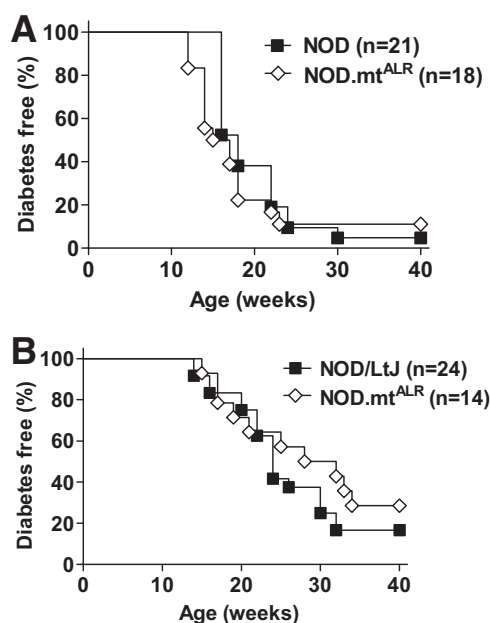 A
Diabetes free (%)
100
80
60
40
20
0
NOD (n=21)
NOD.mtALR (n=18)
0 10 20 30 40
Age (weeks)
B
Diabetes free (%)
100
80
60
40
20
0
NOD/LtJ (n=24)
NOD.mtALR (n=14)
0 10 20 30 40
Age (weeks)